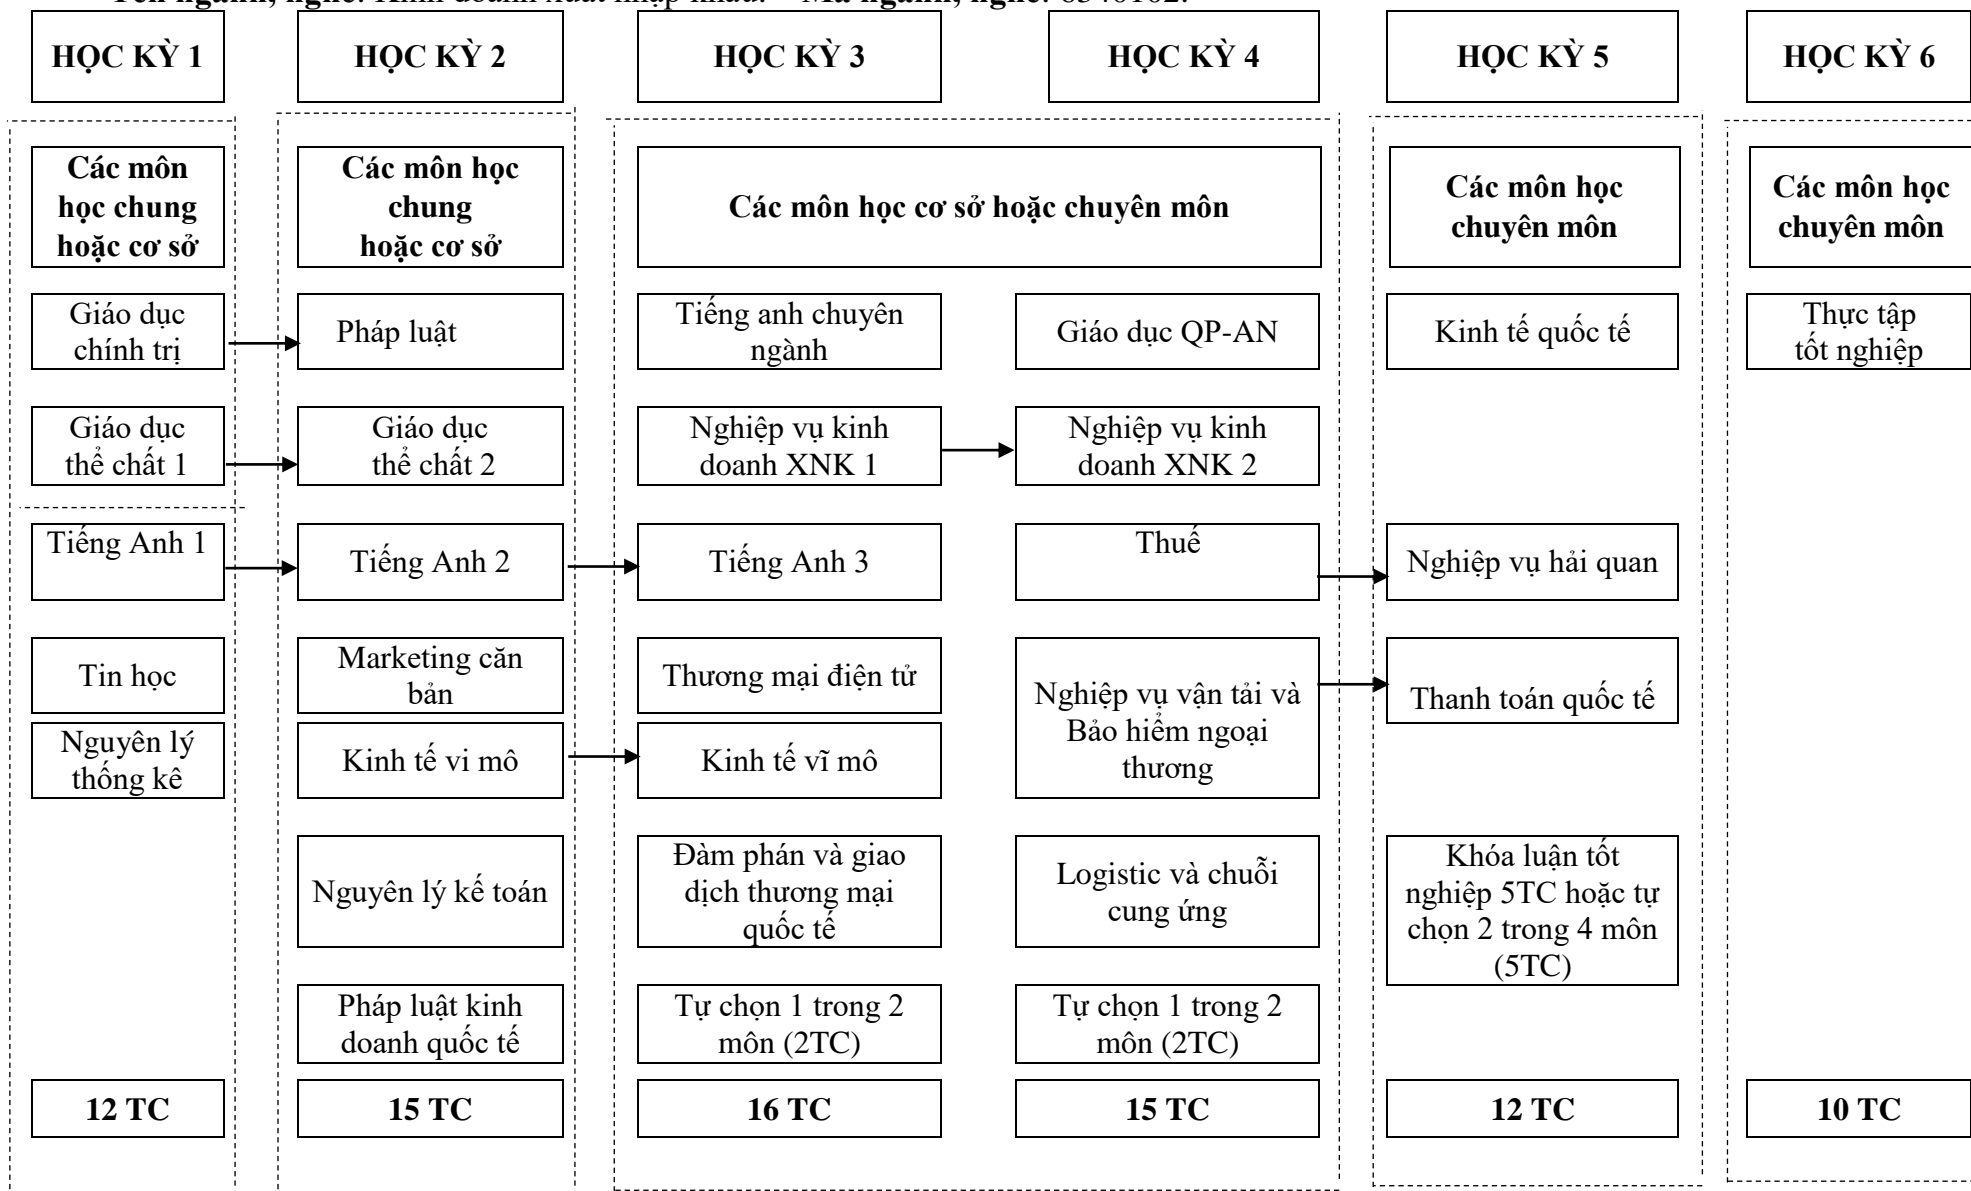 HỌC KỲ 1
HỌC KỲ 2
HỌC KỲ 3
HỌC KỲ 4
HỌC KỲ 5
HỌC KỲ 6
Các môn
học chung
hoặc cơ sở
Các môn học
chung
hoặc cơ sở
Các môn học cơ sở hoặc chuyên môn
Các môn học
chuyên môn
Các môn học
chuyên môn
Giáo dục
chính trị
Pháp luật
Tiếng anh chuyên
ngành
Giáo dục QP-AN
Kinh tế quốc tế
Thực tập
tốt nghiệp
Giáo dục
thể chất 1
Giáo dục
thể chất 2
Nghiệp vụ kinh
doanh XNK 1
Nghiệp vụ kinh
doanh XNK 2
Tiếng Anh 1
Tiếng Anh 2
Tiếng Anh 3
Thuế
Nghiệp vụ hải quan
Tin học
Marketing căn
bản
Thương mại điện tử
Nghiệp vụ vận tải và
Bảo hiểm ngoại
thương
Thanh toán quốc tế
Nguyên lý
thống kê
Kinh tế vi mô
Kinh tế vĩ mô
Nguyên lý kế toán
Đàm phán và giao
dịch thương mại
quốc tế
Logistic và chuỗi
cung ứng
Khóa luận tốt
nghiệp 5TC hoặc tự
chọn 2 trong 4 môn
(5TC)
Pháp luật kinh
doanh quốc tế
Tự chọn 1 trong 2
môn (2TC)
Tự chọn 1 trong 2
môn (2TC)
12 TC
15 TC
16 TC
15 TC
12 TC
10 TC